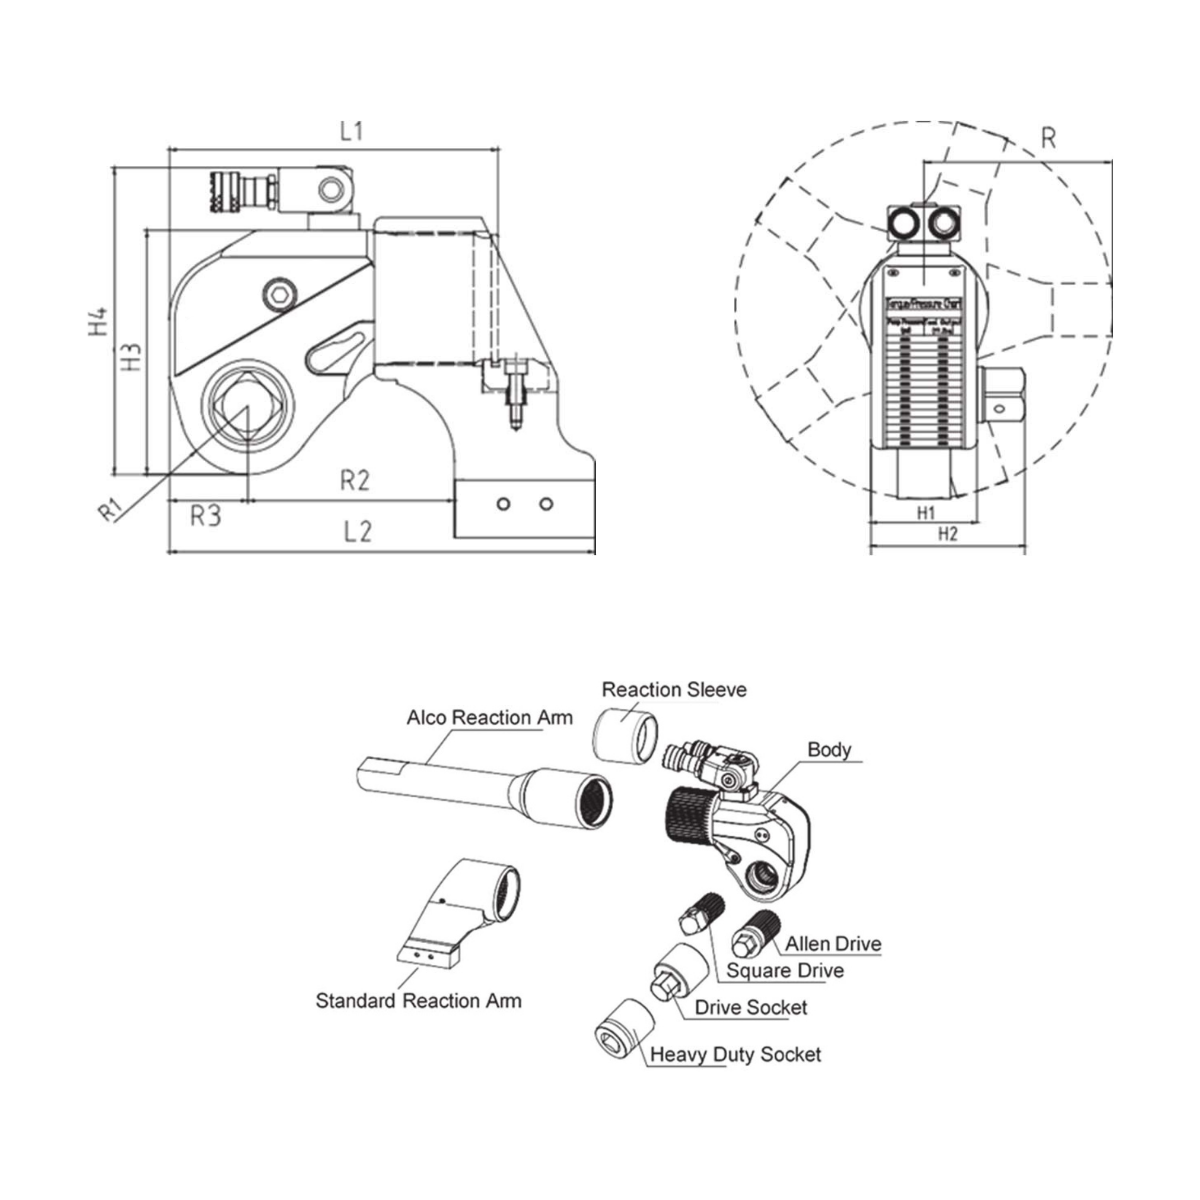 L1
H4
H3
R1
R3
R2
L2
R
Torque/Pressure Chart
H1
H2
Reaction Sleeve
Alco Reaction Arm
Body
Allen Drive
Square Drive
Standard Reaction Arm
Drive Socket
Heavy Duty Socket